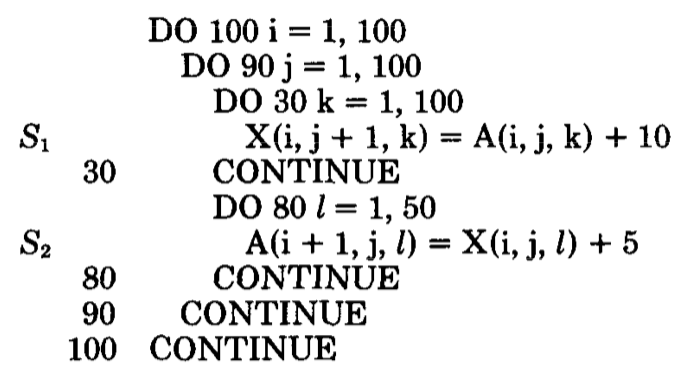 DO 100 i = 1, 100
DO 90 j = 1, 100
DO 30 k = 1, 100
S₁ X(i, j + 1, k) = A(i, j, k) + 10
30 CONTINUE
DO 80 l = 1, 50
S₂ A(i + 1, j, l) = X(i, j, l) + 5
80 CONTINUE
90 CONTINUE
100 CONTINUE